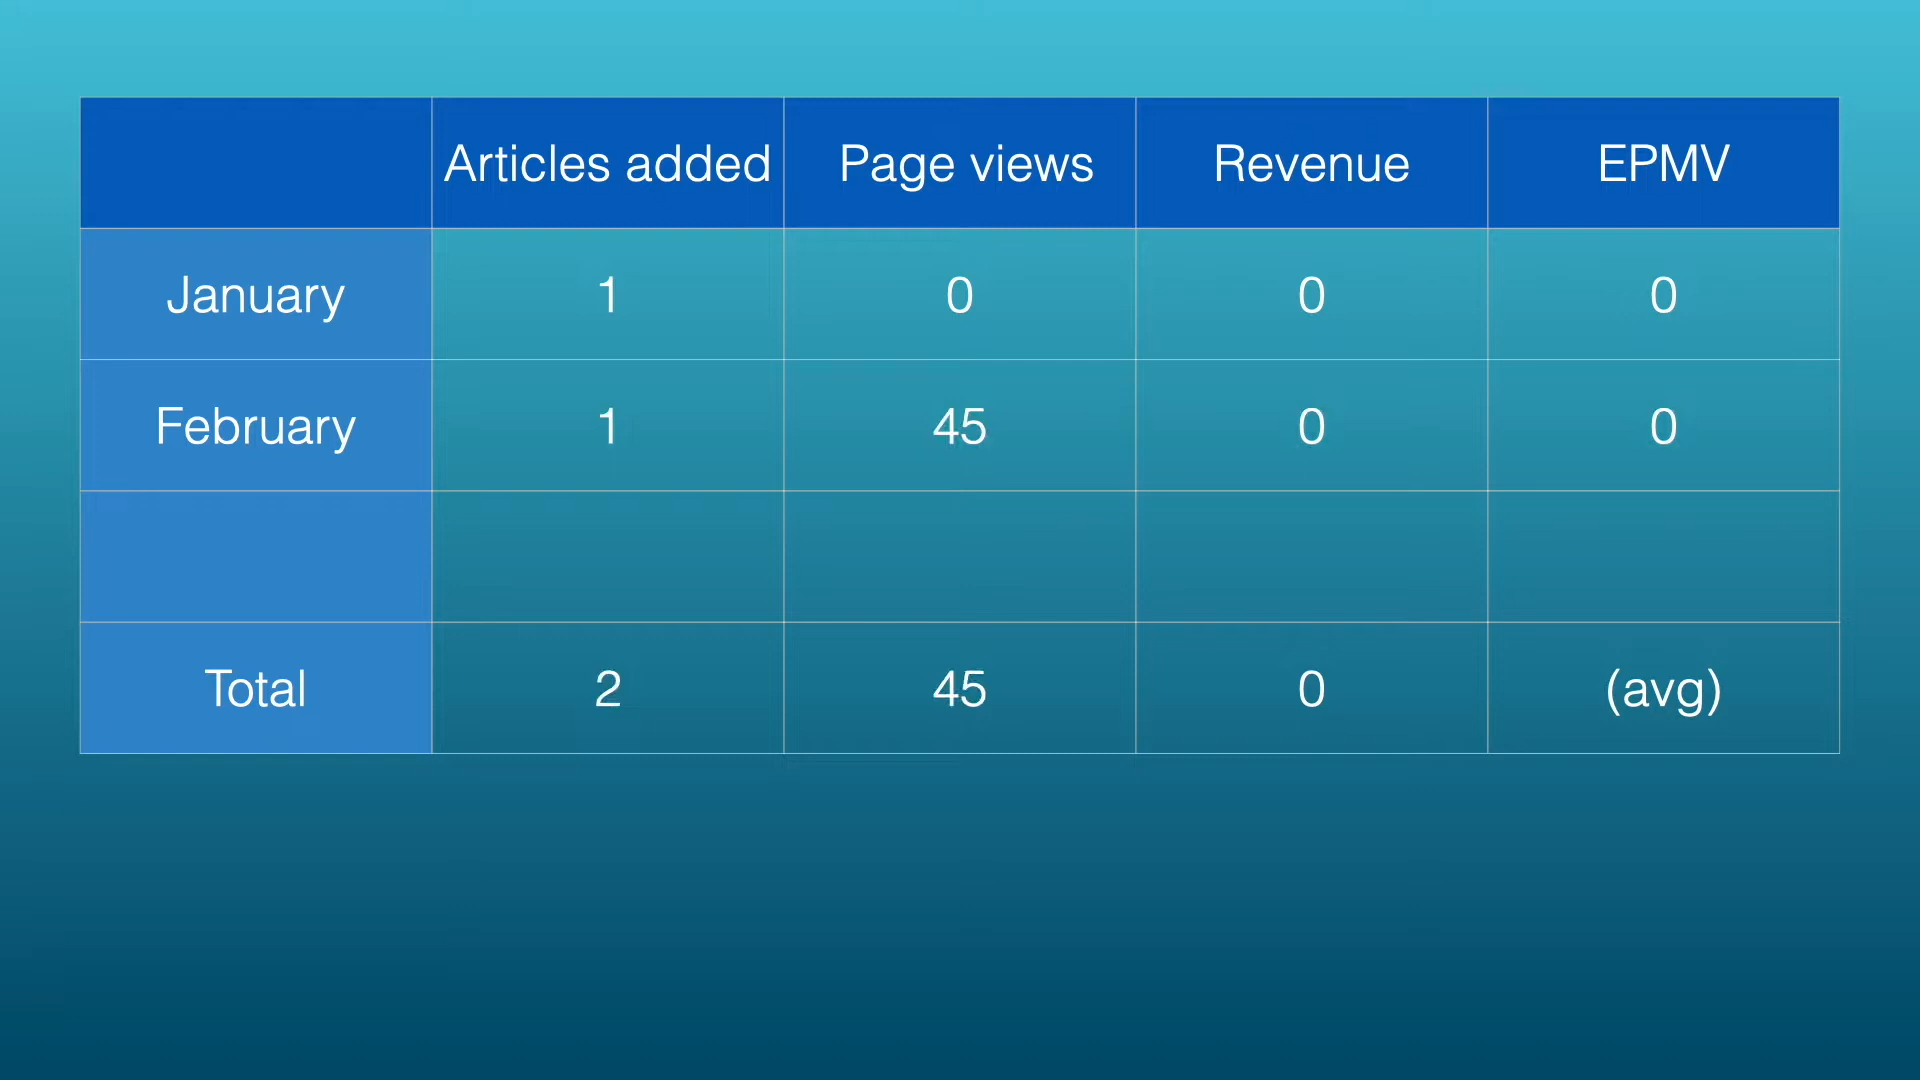 Articles added Page views Revenue EPMV
January 1 0 0 0
February 1 45 0 0
Total 2 45 0 (avg)